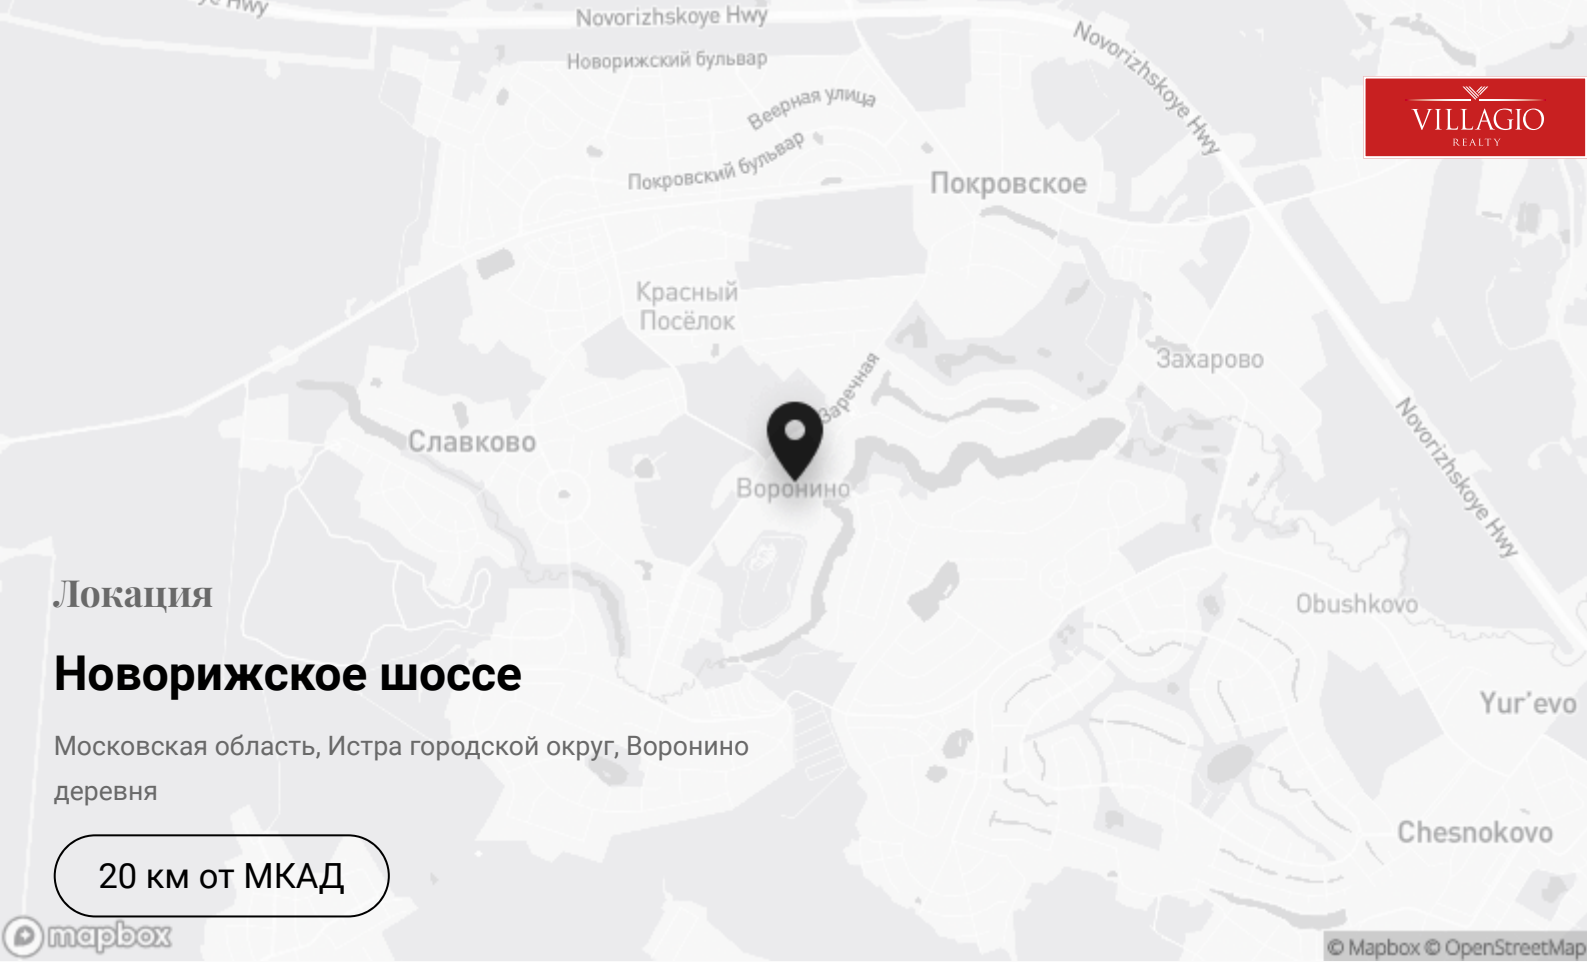 Novorizhskoye Hwy
Novorizhskoye Hwy
Новорижский бульвар
Веерная улица
VILLAGIO
REALTY
Покровский бульвар
Покровское
Красный
Посёлок
Захарово
Заречная
Славково
Novorizhskoye Hwy
Воронино
Локация
Obushkovo
Новорижское шоссе
Yur'evo
Московская область, Истра городской округ, Воронино
деревня
Chesnokovo
20 км от МКАД
mapbox
© Mapbox © OpenStreetMap